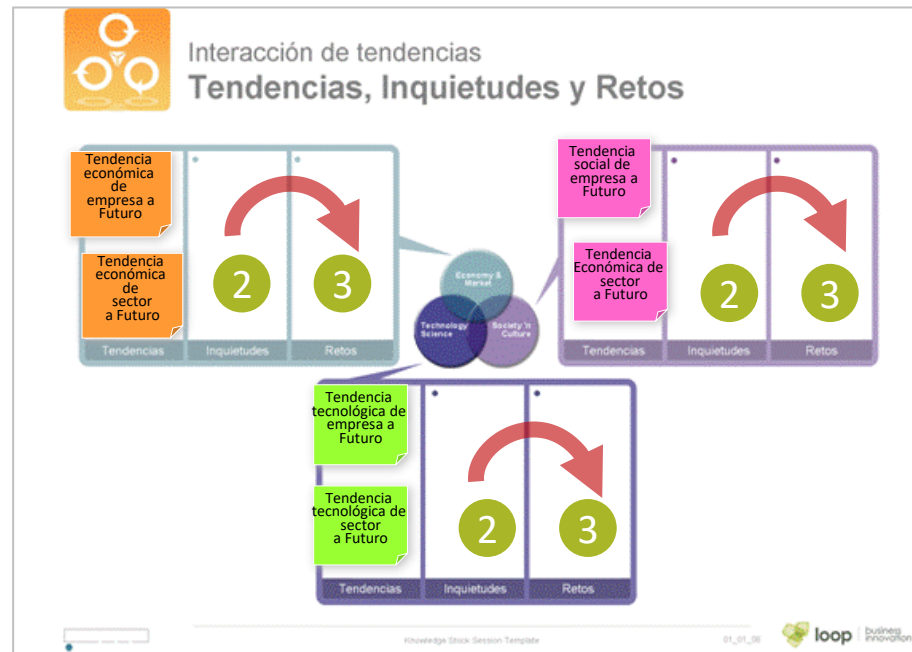 Interacción de tendencias
Tendencias, Inquietudes y Retos
Tendencia
económica
de
empresa a
Futuro
Tendencia
económica
de
sector
a Futuro
2
3
Tendencias
Inquietudes
Retos
Economy &
Market
Technology
Science
Society 'n
Culture
Tendencia
social de
empresa a
Futuro
Tendencia
Económica de
sector
a Futuro
2
3
Tendencias
Inquietudes
Retos
Tendencia
tecnológica de
empresa a
Futuro
Tendencia
tecnológica de
sector
a Futuro
2
3
Tendencias
Inquietudes
Retos
Knowledge Stock Session Template
01_01_08
loop
business
innovation